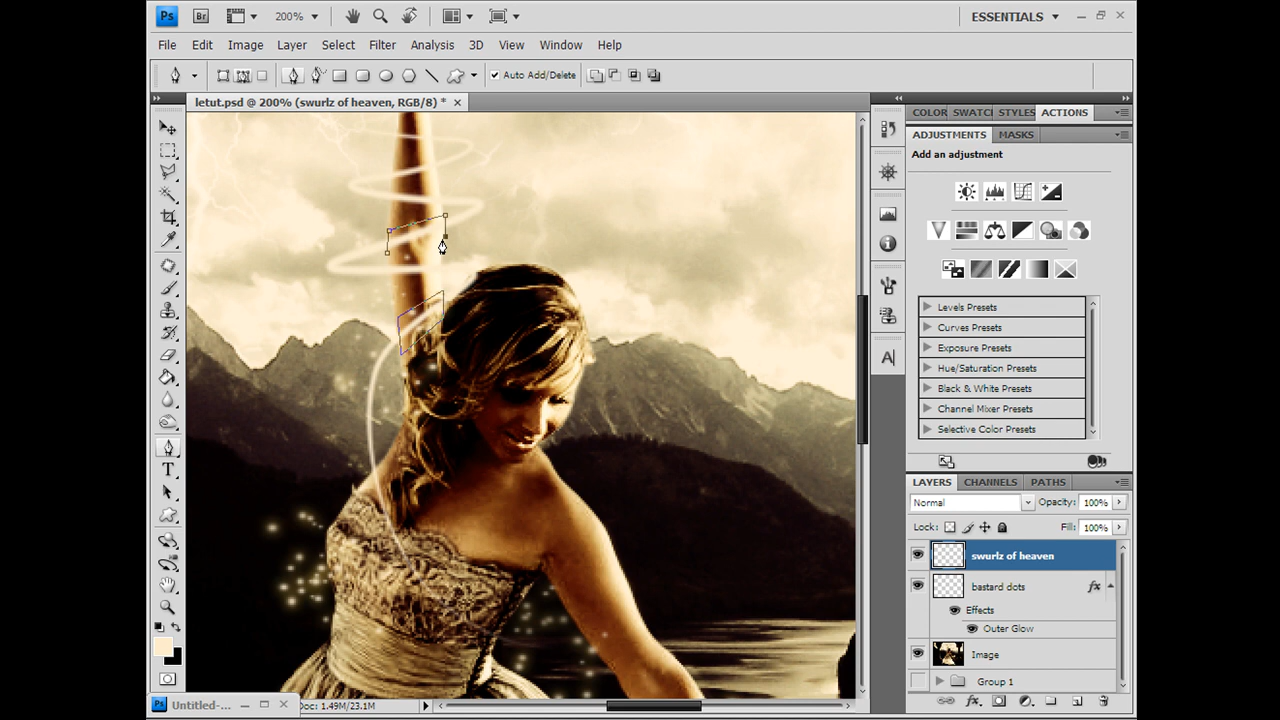 Ps Br 200% ESSENTIALS
File Edit Image Layer Select Filter Analysis 3D View Window Help
Auto Add/Delete
letut.psd @ 200% (swurlz of heaven, RGB/8) *
COLOR SWATCH STYLES ACTIONS
ADJUSTMENTS MASKS
Add an adjustment
Levels Presets
Curves Presets
Exposure Presets
Hue/Saturation Presets
Black & White Presets
Channel Mixer Presets
Selective Color Presets
LAYERS CHANNELS PATHS
Normal Opacity: 100%
Lock: Fill: 100%
swurlz of heaven
bastard dots fx
Effects
Outer Glow
Image
Group 1
Ps Untitled-... Doc: 1.49M/23.1M